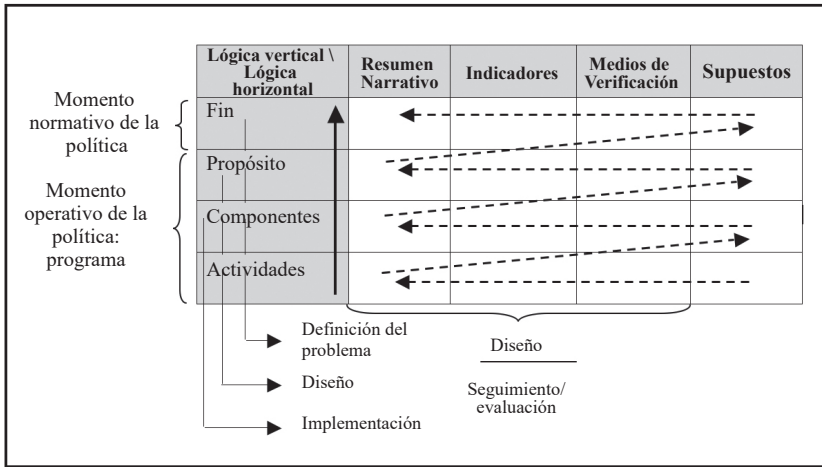 Lógica vertical \
Lógica
horizontal
Resumen
Narrativo
Indicadores
Medios de
Verificación
Supuestos
Momento
normativo de la
política
Fin
Momento
operativo de la
política:
programa
Propósito
Componentes
Actividades
Definición del
problema
Diseño
Implementación
Diseño
Seguimiento/
evaluación